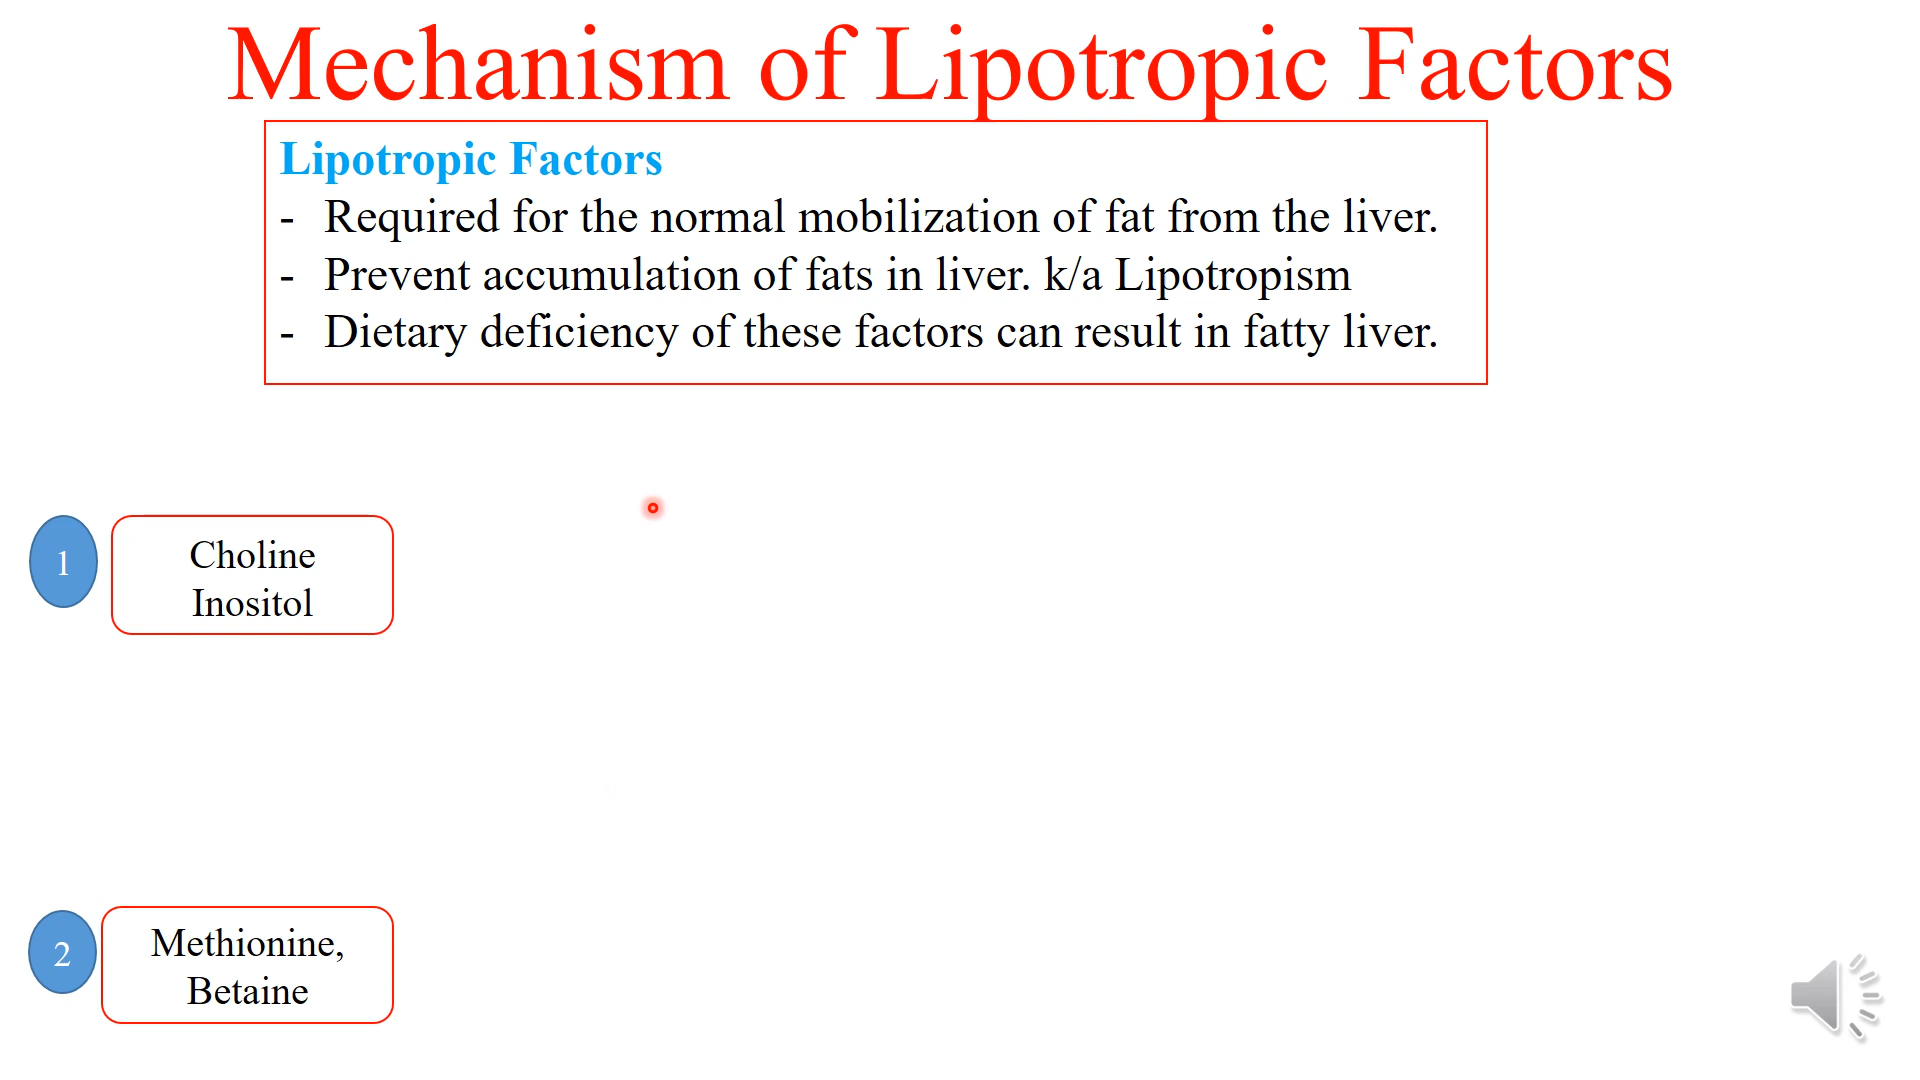 Mechanism of Lipotropic Factors
Lipotropic Factors
- Required for the normal mobilization of fat from the liver.
- Prevent accumulation of fats in liver. k/a Lipotropism
- Dietary deficiency of these factors can result in fatty liver.
1
Choline
Inositol
2
Methionine,
Betaine